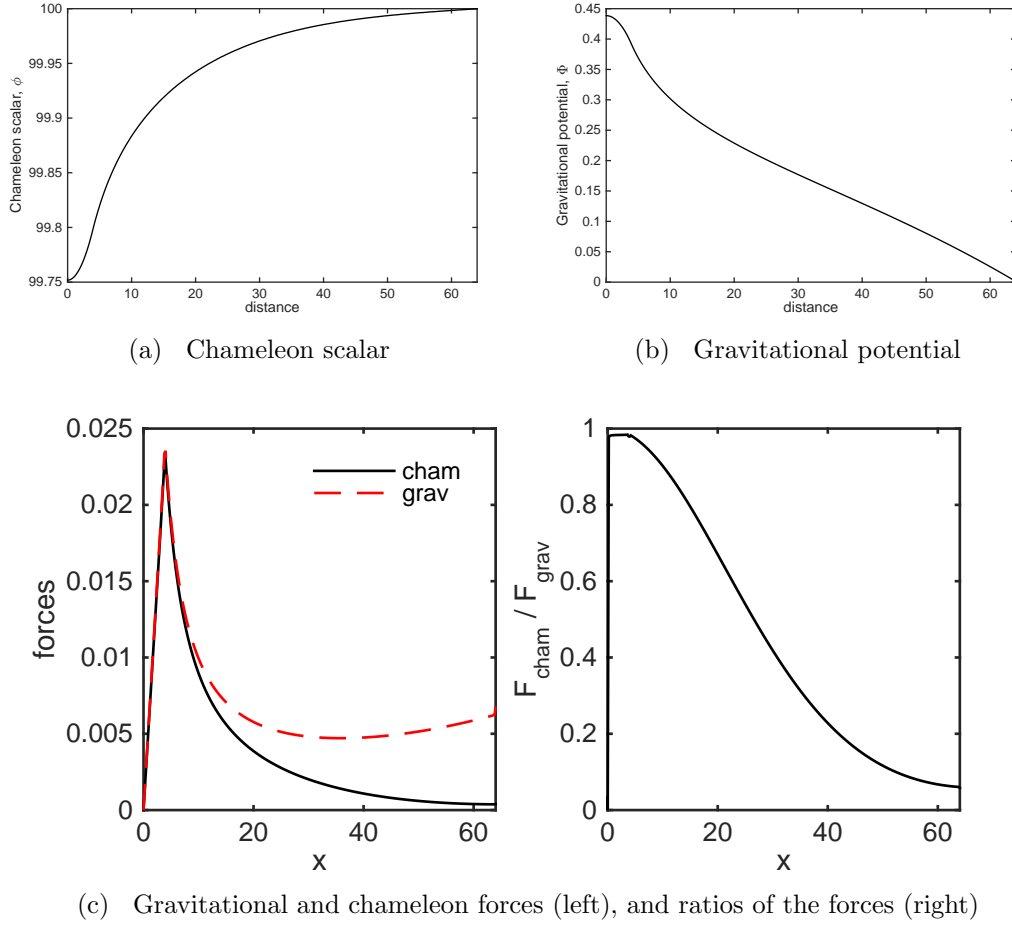 100
99.95
99.9
99.85
99.8
99.75
Chameleon scalar, ϕ
0 10 20 30 40 50 60
distance
(a) Chameleon scalar
0.45
0.4
0.35
0.3
0.25
0.2
0.15
0.1
0.05
0
Gravitational potential, Φ
0 10 20 30 40 50 60
distance
(b) Gravitational potential
0.025
0.02
0.015
0.01
0.005
0
forces
cham
grav
0 20 40 60
x
1
0.8
0.6
0.4
0.2
0
F_cham / F_grav
0 20 40 60
x
(c) Gravitational and chameleon forces (left), and ratios of the forces (right)